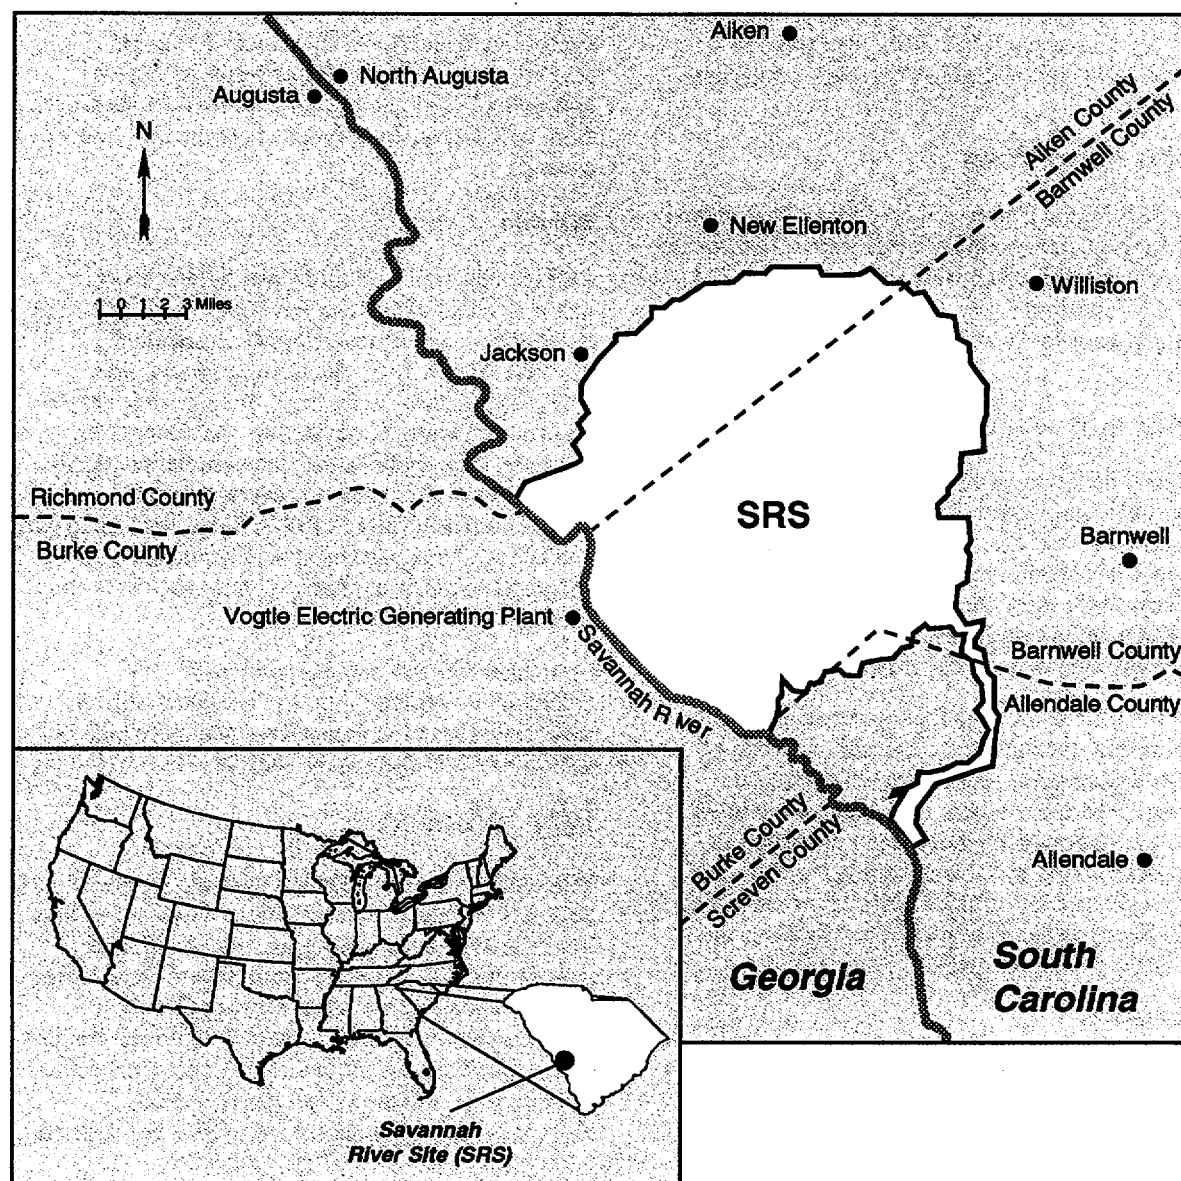 Aiken
North Augusta
Augusta
N
Aiken County
Barnwell County
New Ellenton
Williston
1 0 1 2 3 Miles
Jackson
Richmond County
SRS
Burke County
Barnwell
Vogtle Electric Generating Plant
Savannah River
Barnwell County
Allendale County
Burke County
Screven County
Allendale
Georgia
South
Carolina
Savannah
River Site (SRS)